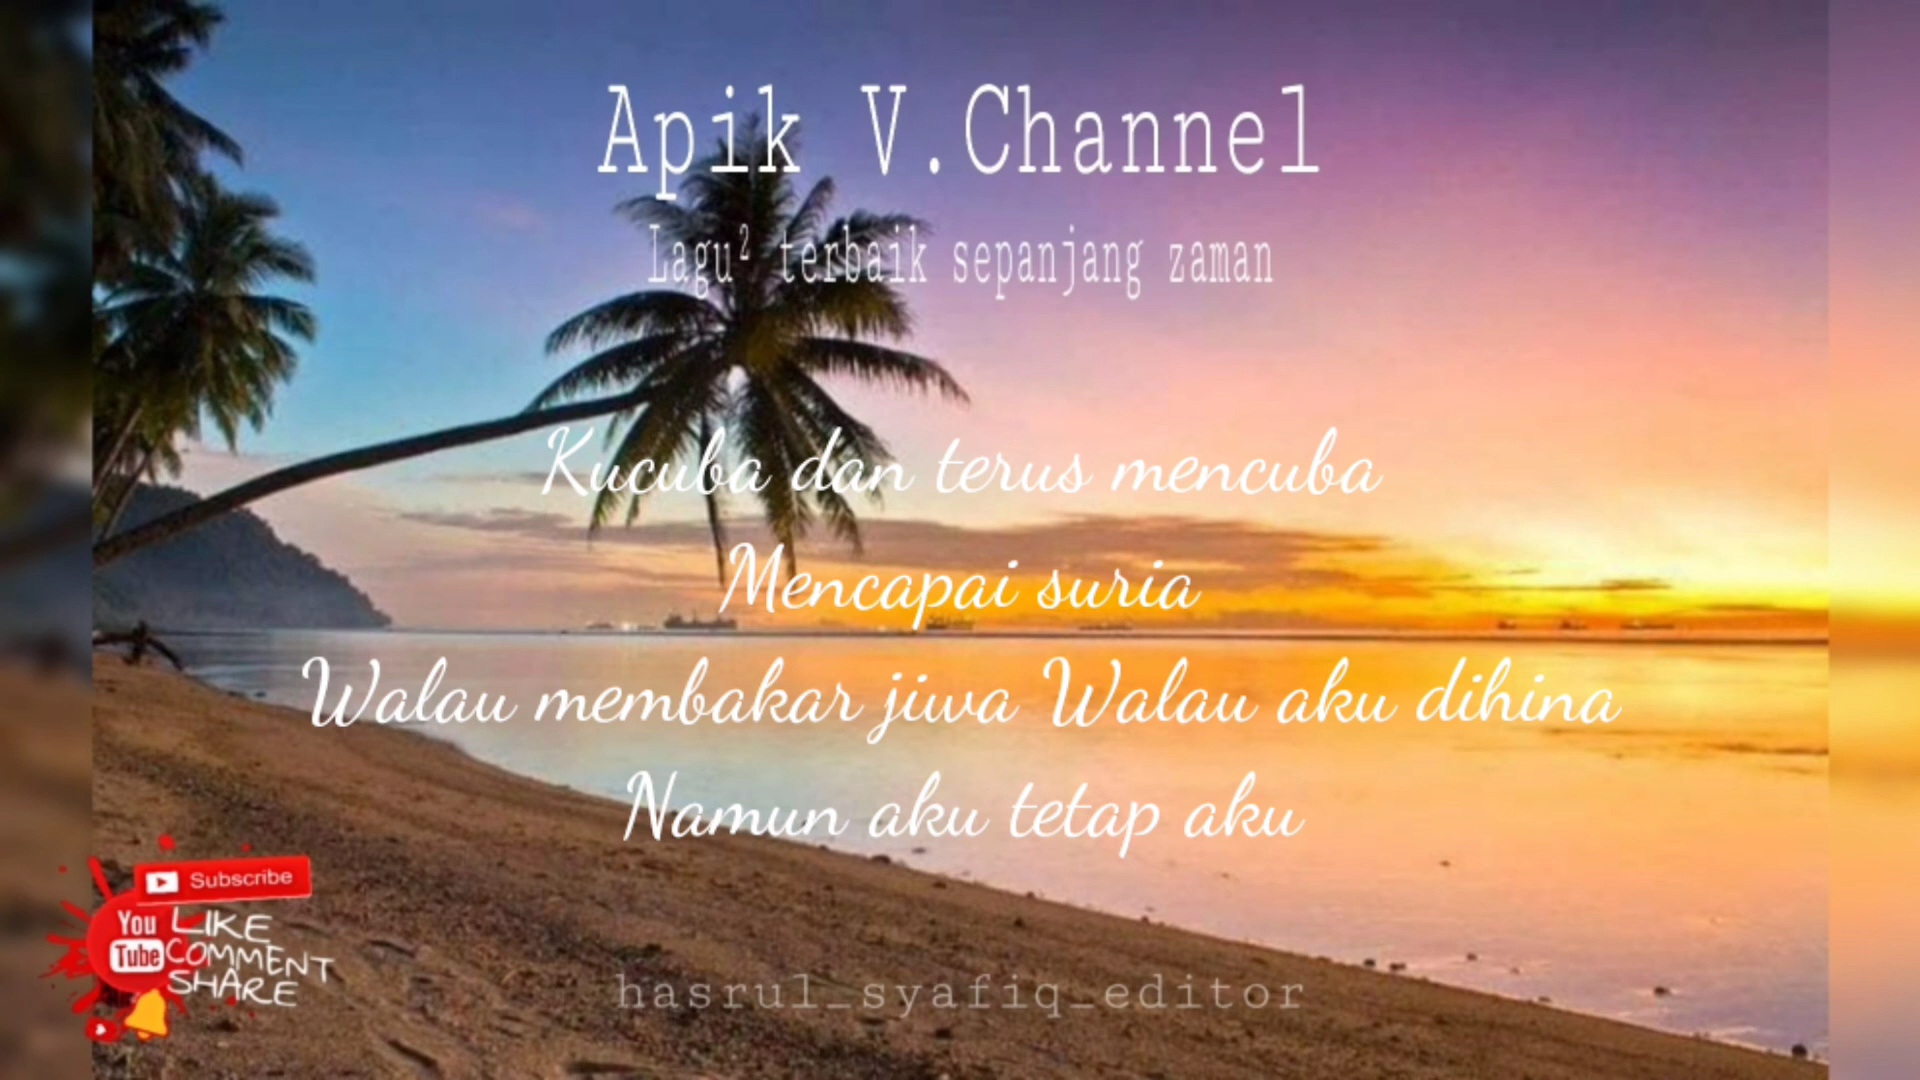 Apik V.Channel
Lagu² terbaik sepanjang zaman
Kucuba dan terus mencuba
Mencapai suria
Walau membakar jiwa Walau aku dihina
Namun aku tetap aku
Subscribe
You
Tube
LIKE
COMMENT
SHARE
hasrul_syafiq_editor